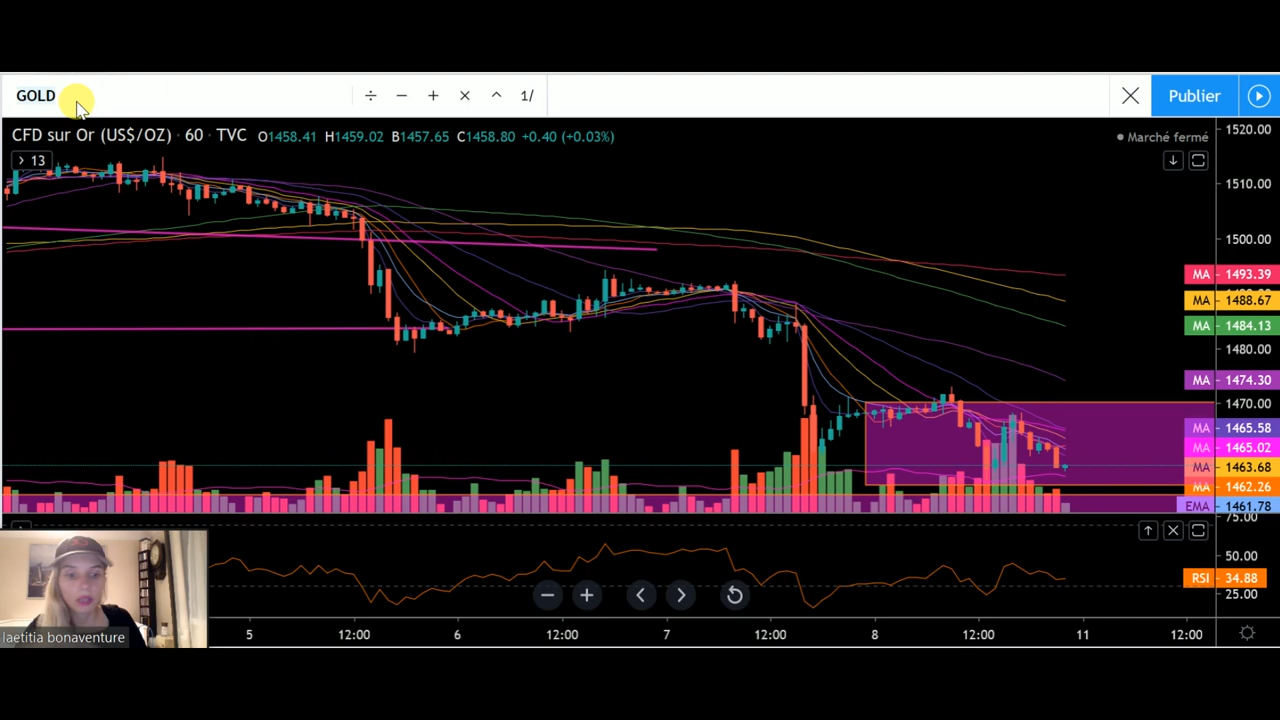 GOLD
÷ − + × ^ 1/
Publier
CFD sur Or (US$/OZ) · 60 · TVC O1458.41 H1459.02 B1457.65 C1458.80 +0.40 (+0.03%)
Marché fermé
13
1520.00
1510.00
1500.00
MA 1493.39
MA 1488.67
MA 1484.13
1480.00
MA 1474.30
1470.00
MA 1465.58
MA 1465.02
MA 1463.68
MA 1462.26
EMA 1461.78
75.00
50.00
RSI 34.88
25.00
laetitia bonaventure
5 12:00 6 12:00 7 12:00 8 12:00 11 12:00